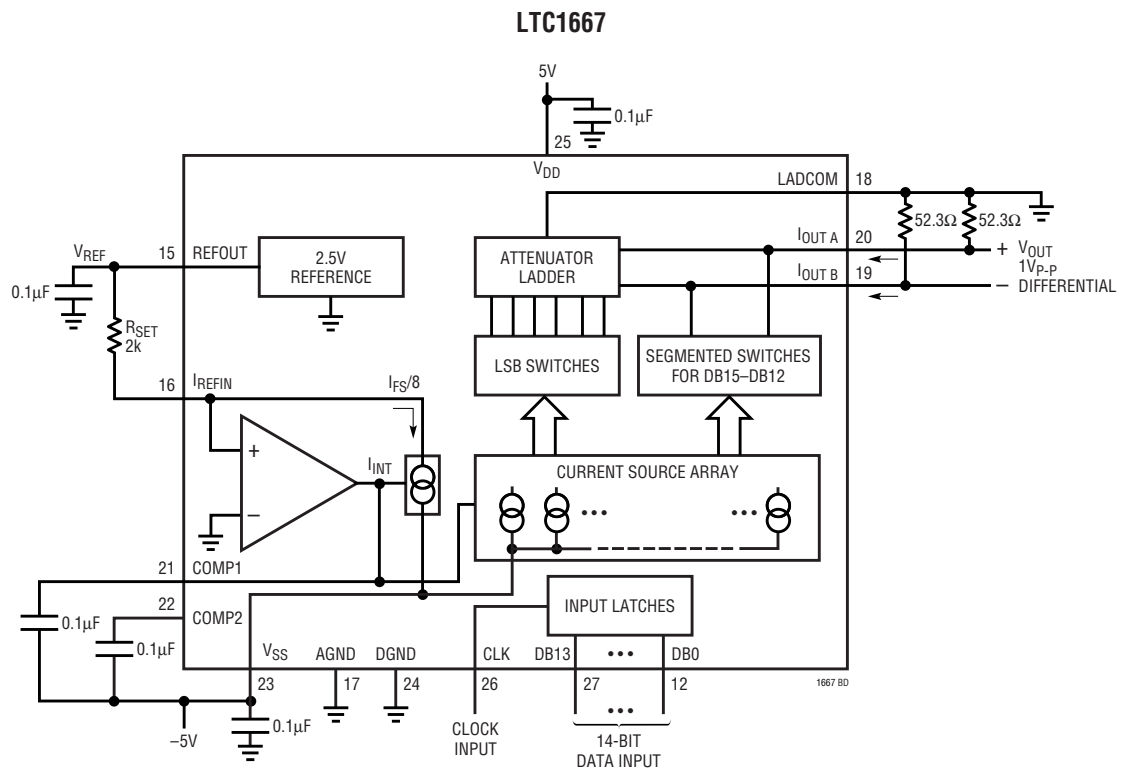 LTC1667
5V
0.1µF
25
VDD
LADCOM
18
52.3Ω
52.3Ω
VREF
15
REFOUT
2.5V
REFERENCE
ATTENUATOR
LADDER
IOUT A
20
+
VOUT
1VP-P
DIFFERENTIAL
IOUT B
19
–
0.1µF
RSET
2k
LSB SWITCHES
SEGMENTED SWITCHES
FOR DB15–DB12
16
IREFIN
IFS/8
+
–
IINT
CURRENT SOURCE ARRAY
•••
•••
21
COMP1
22
COMP2
0.1µF
0.1µF
INPUT LATCHES
VSS
AGND
DGND
CLK
DB13
•••
DB0
23
17
24
26
27
12
1667 BD
–5V
0.1µF
CLOCK
INPUT
•••
14-BIT
DATA INPUT